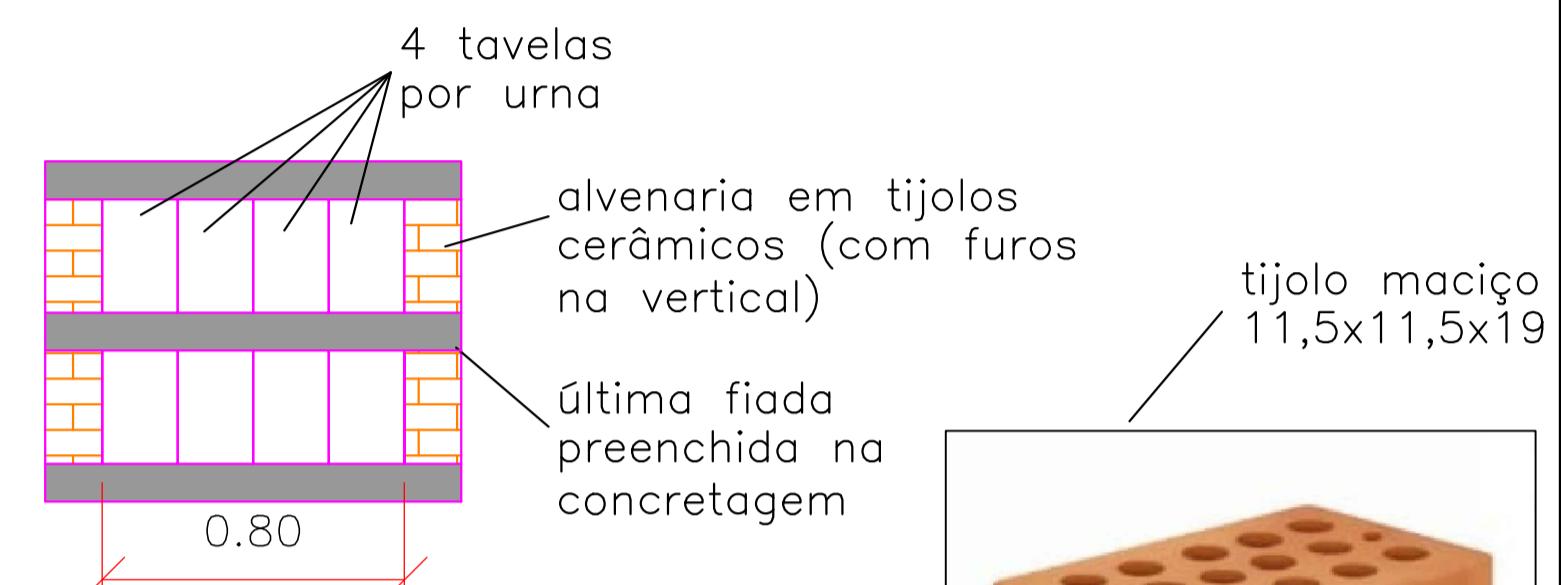 4 tavelas
por urna
alvenaria em tijolos
cerâmicos (com furos
na vertical)
tijolo maciço
11,5x11,5x19
última fiada
preenchida na
concretagem
0.80